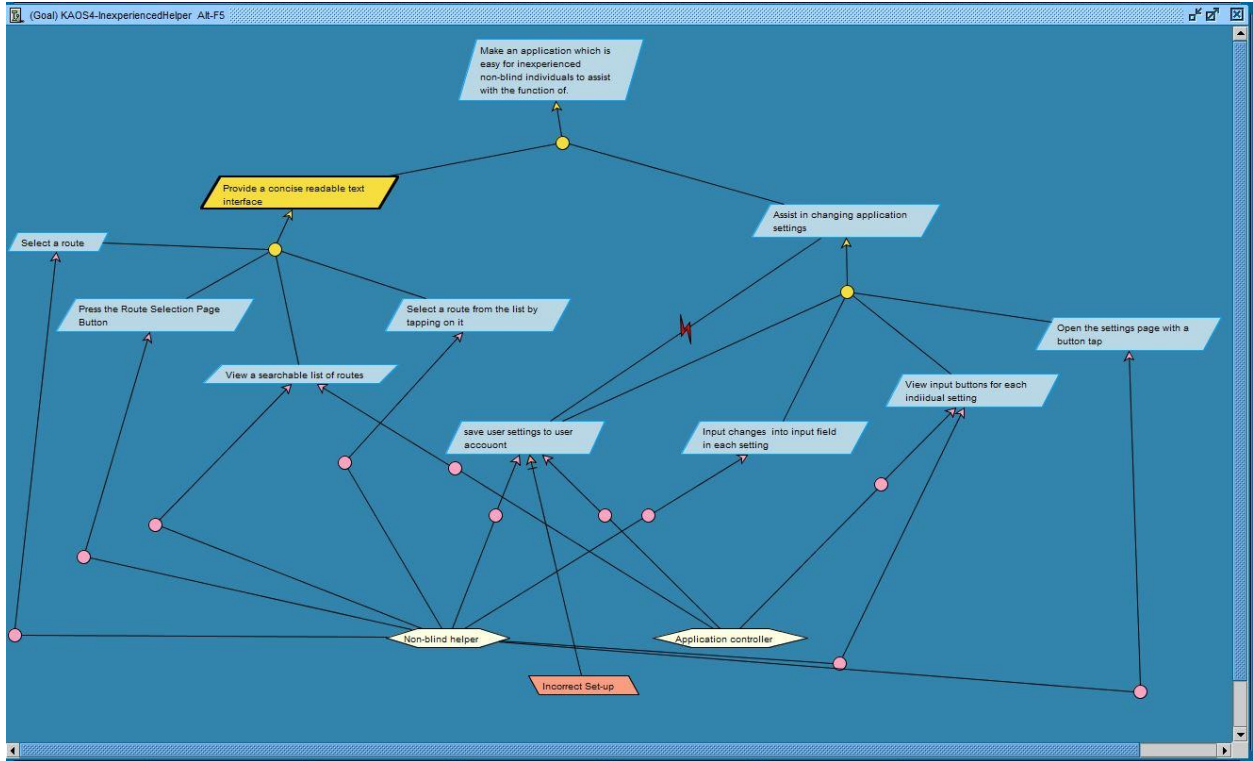 (Goal) KAOS4-InexperiencedHelper Alt-F5
Make an application which is
easy for inexperienced
non-blind individuals to assist
with the function of.
Provide a concise readable text
interface
Assist in changing application
settings
Select a route
Press the Route Selection Page
Button
Select a route from the list by
tapping on it
Open the settings page with a
button tap
View a searchable list of routes
View input buttons for each
indiidual setting
save user settings to user
accouont
Input changes into input field
in each setting
Non-blind helper
Application controller
Incorrect Set-up